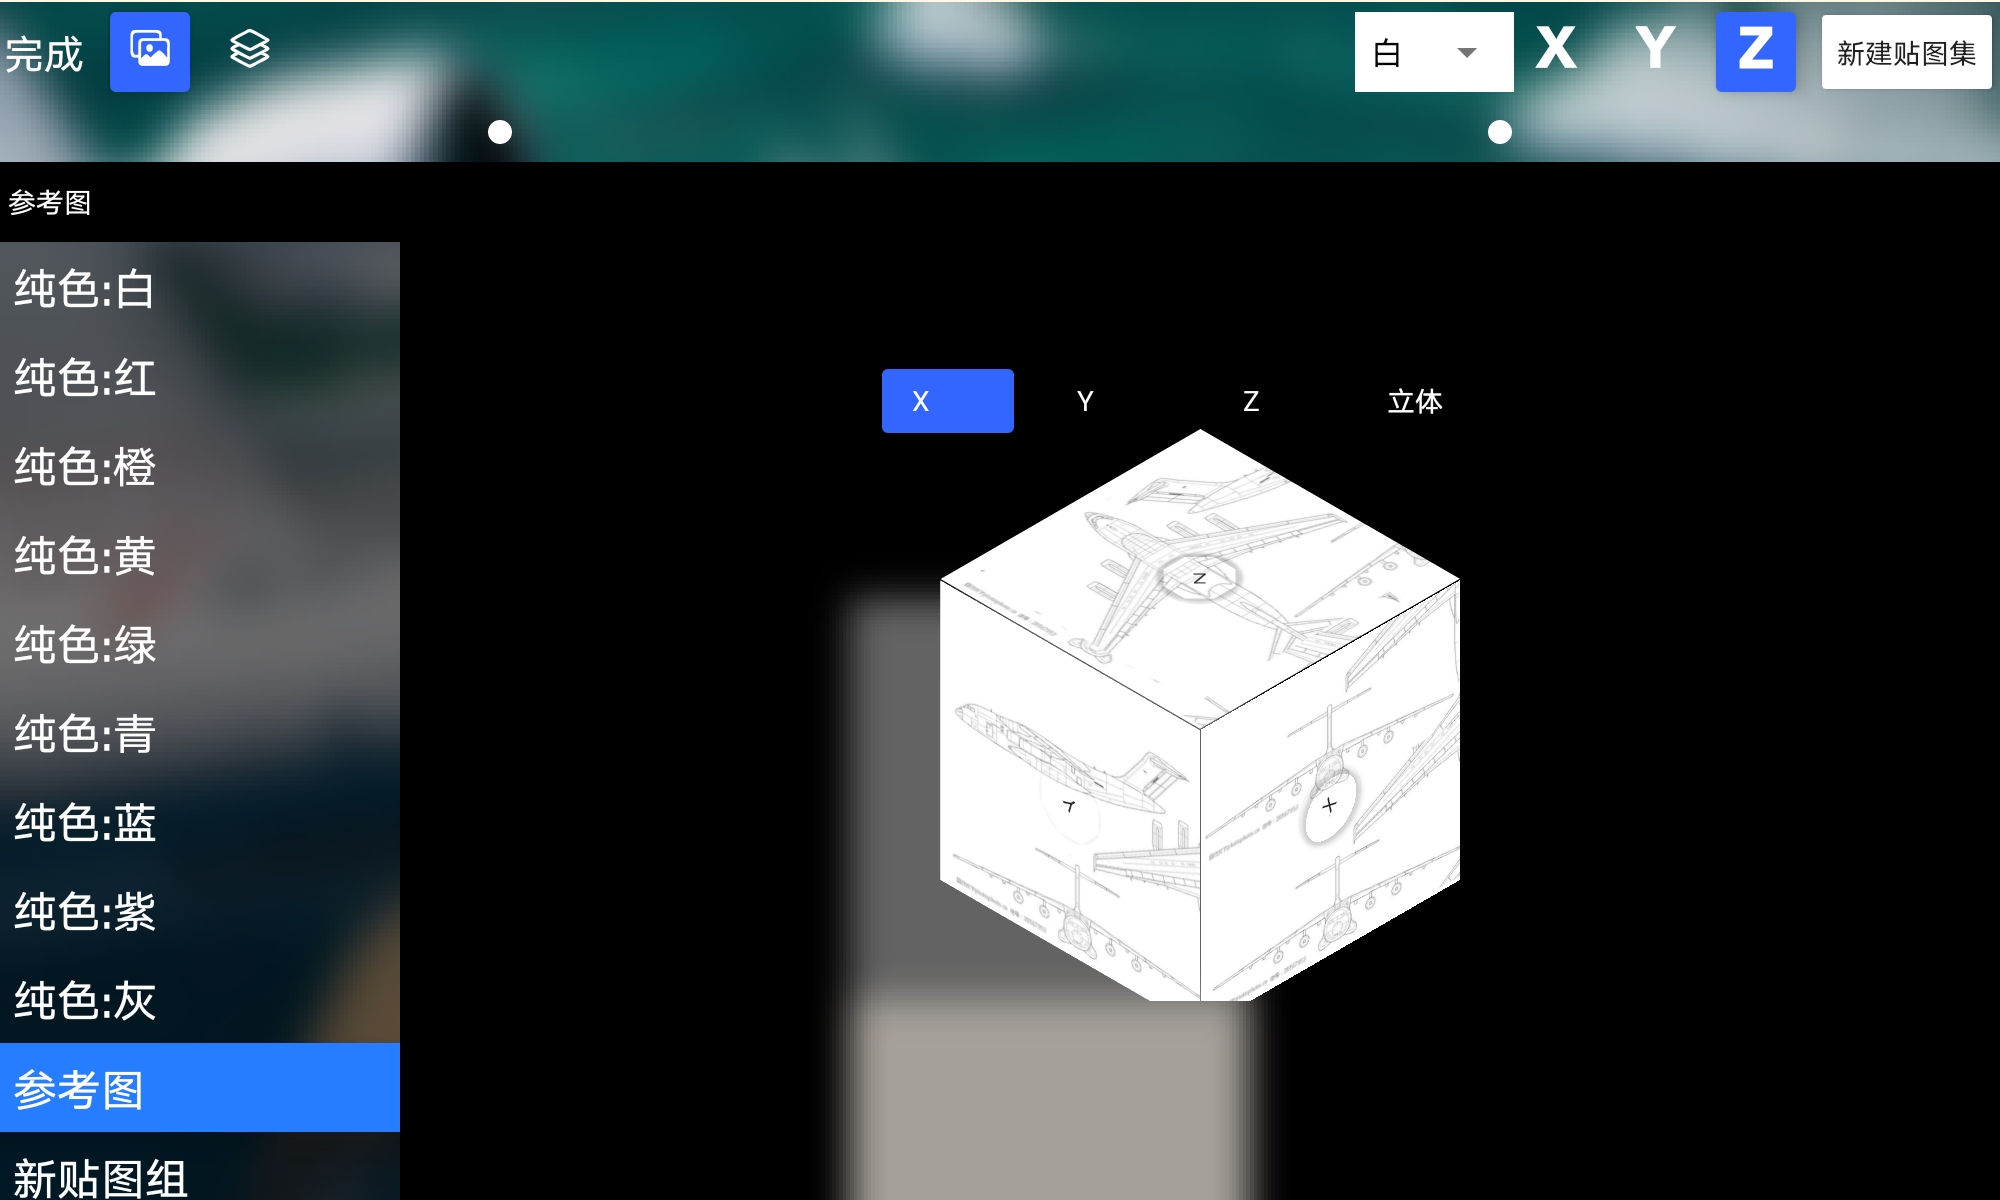 完成
白
X
Y
Z
新建贴图集
参考图
纯色:白
纯色:红
纯色:橙
纯色:黄
纯色:绿
纯色:青
纯色:蓝
纯色:紫
纯色:灰
参考图
新贴图组
X
Y
Z
立体
Z
Y
X